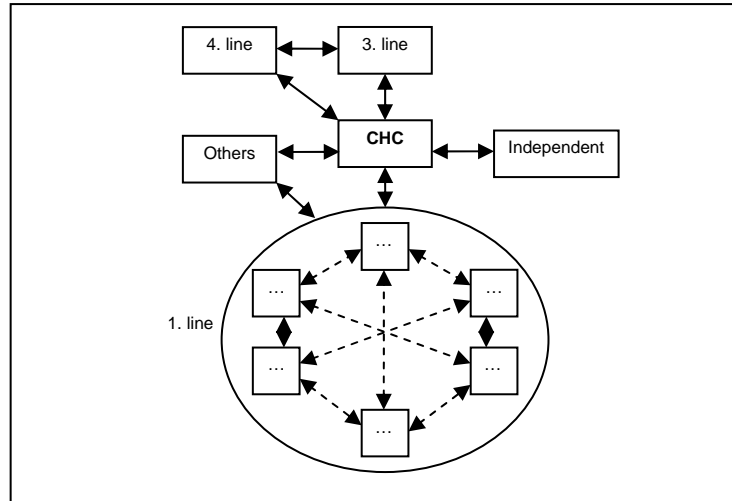 4. line
3. line
CHC
Others
Independent
...
...
...
1. line
...
...
...